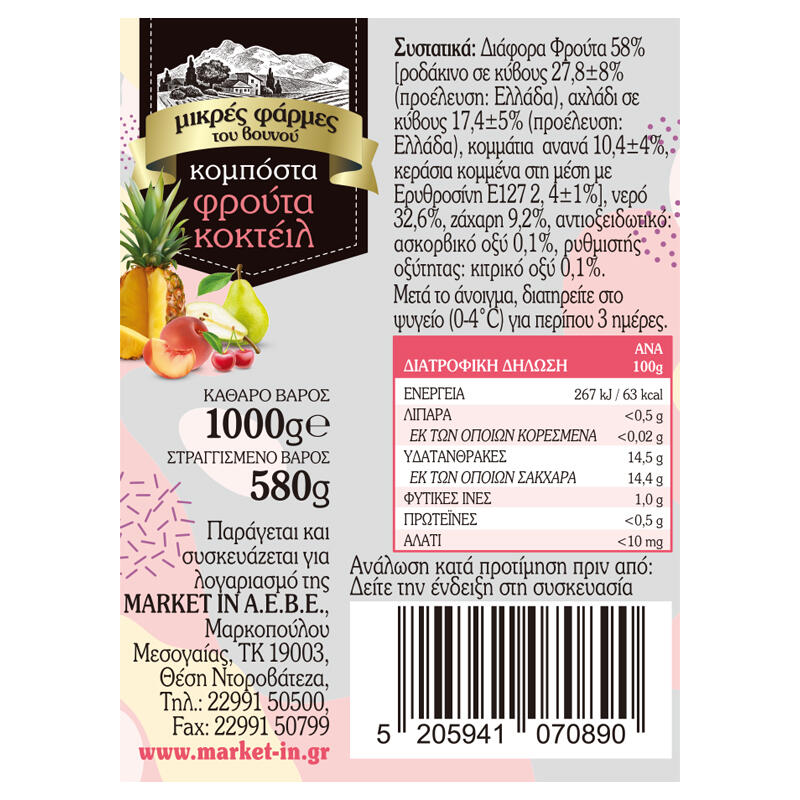 μικρές φάρμες
του βουνού
κομπόστα
φρούτα
κοκτέιλ
ΚΑΘΑΡΟ ΒΑΡΟΣ
1000g℮
ΣΤΡΑΓΓΙΣΜΕΝΟ ΒΑΡΟΣ
580g
Παράγεται και
συσκευάζεται για
λογαριασμό της
MARKET IN A.E.B.E.,
Μαρκοπούλου
Μεσογαίας, ΤΚ 19003,
Θέση Ντοροβάτεζα,
Τηλ.: 22991 50500,
Fax: 22991 50799
www.market-in.gr
Συστατικά: Διάφορα Φρούτα 58%
[ροδάκινο σε κύβους 27,8±8%
(προέλευση: Ελλάδα), αχλάδι σε
κύβους 17,4±5% (προέλευση:
Ελλάδα), κομμάτια ανανά 10,4±4%,
κεράσια κομμένα στη μέση με
Ερυθροσίνη Ε127 2, 4±1%], νερό
32,6%, ζάχαρη 9,2%, αντιοξειδωτικό:
ασκορβικό οξύ 0,1%, ρυθμιστής
οξύτητας: κιτρικό οξύ 0,1%.
Μετά το άνοιγμα, διατηρείτε στο
ψυγείο (0-4°C) για περίπου 3 ημέρες.
ΔΙΑΤΡΟΦΙΚΗ ΔΗΛΩΣΗ ΑΝΑ 100g
ΕΝΕΡΓΕΙΑ 267 kJ / 63 kcal
ΛΙΠΑΡΑ <0,5 g
ΕΚ ΤΩΝ ΟΠΟΙΩΝ ΚΟΡΕΣΜΕΝΑ <0,02 g
ΥΔΑΤΑΝΘΡΑΚΕΣ 14,5 g
ΕΚ ΤΩΝ ΟΠΟΙΩΝ ΣΑΚΧΑΡΑ 14,4 g
ΦΥΤΙΚΕΣ ΙΝΕΣ 1,0 g
ΠΡΩΤΕΪΝΕΣ <0,5 g
ΑΛΑΤΙ <10 mg
Ανάλωση κατά προτίμηση πριν από:
Δείτε την ένδειξη στη συσκευασία
5 205941 070890